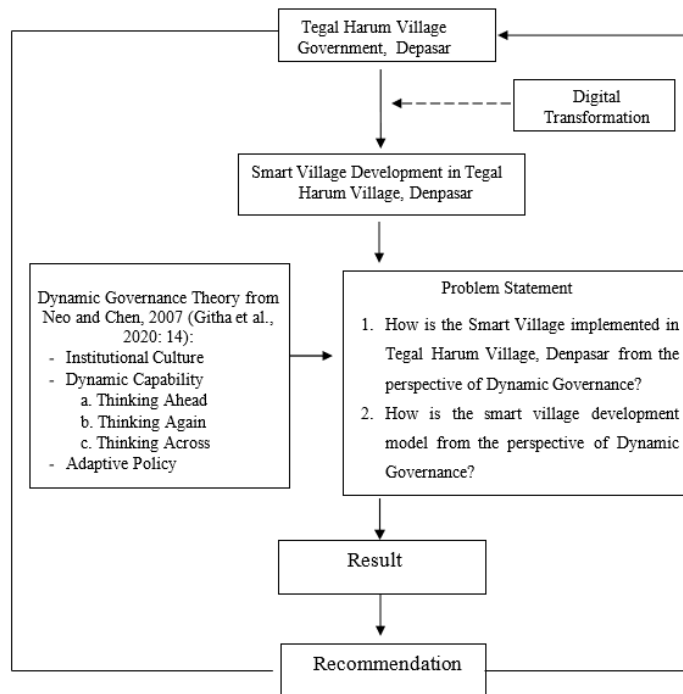 Tegal Harum Village
Government, Depasar
Digital
Transformation
Smart Village Development in Tegal
Harum Village, Denpasar
Dynamic Governance Theory from
Neo and Chen, 2007 (Githa et al.,
2020: 14):
- Institutional Culture
- Dynamic Capability
a. Thinking Ahead
b. Thinking Again
c. Thinking Across
- Adaptive Policy
Problem Statement
1. How is the Smart Village implemented in
Tegal Harum Village, Denpasar from the
perspective of Dynamic Governance?
2. How is the smart village development
model from the perspective of Dynamic
Governance?
Result
Recommendation